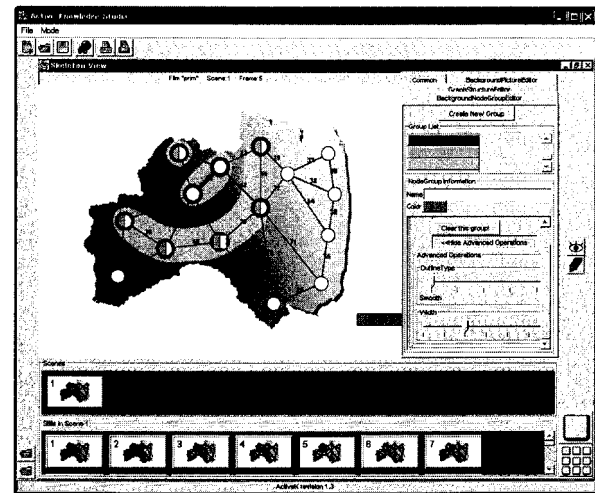 Active Knowledge Studio
File Mode
Skeleton View
Film "prim" Scene:1 Frame:5
Common BackgroundPictureEditor
GraphStructureEditor
BackgroundNodeGroupEditor
Create New Group
Group List
NodeGroup Information
Name
Color
Clear this group!
<<Hide Advanced Operations
Advanced Operations
OutlineType
Smooth
Width
Scenes
1
Stills in Scene 1
1 2 3 4 5 6 7
ActiveK revision 1.3